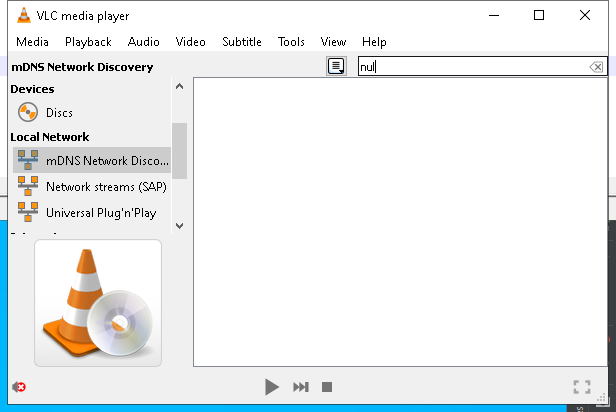 VLC media player
Media Playback Audio Video Subtitle Tools View Help
mDNS Network Discovery
nul
Devices
Discs
Local Network
mDNS Network Disco...
Network streams (SAP)
Universal Plug'n'Play